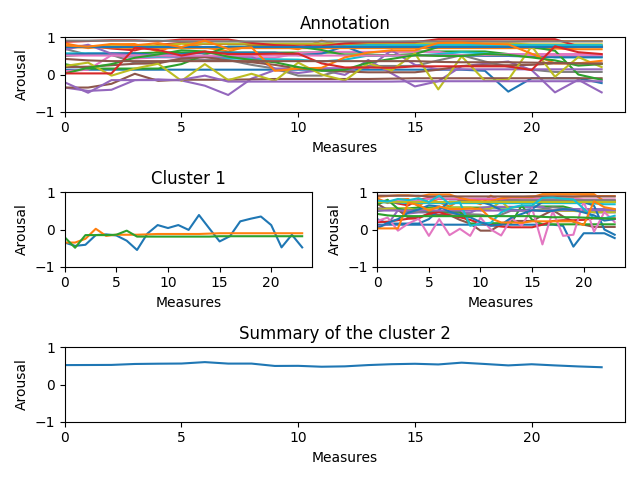 Annotation
Arousal
1
0
−1
0 5 10 15 20
Measures
Cluster 1 Cluster 2
Arousal Arousal
1 1
0 0
−1 −1
0 5 10 15 20 0 5 10 15 20
Measures Measures
Summary of the cluster 2
Arousal
1
0
−1
0 5 10 15 20
Measures